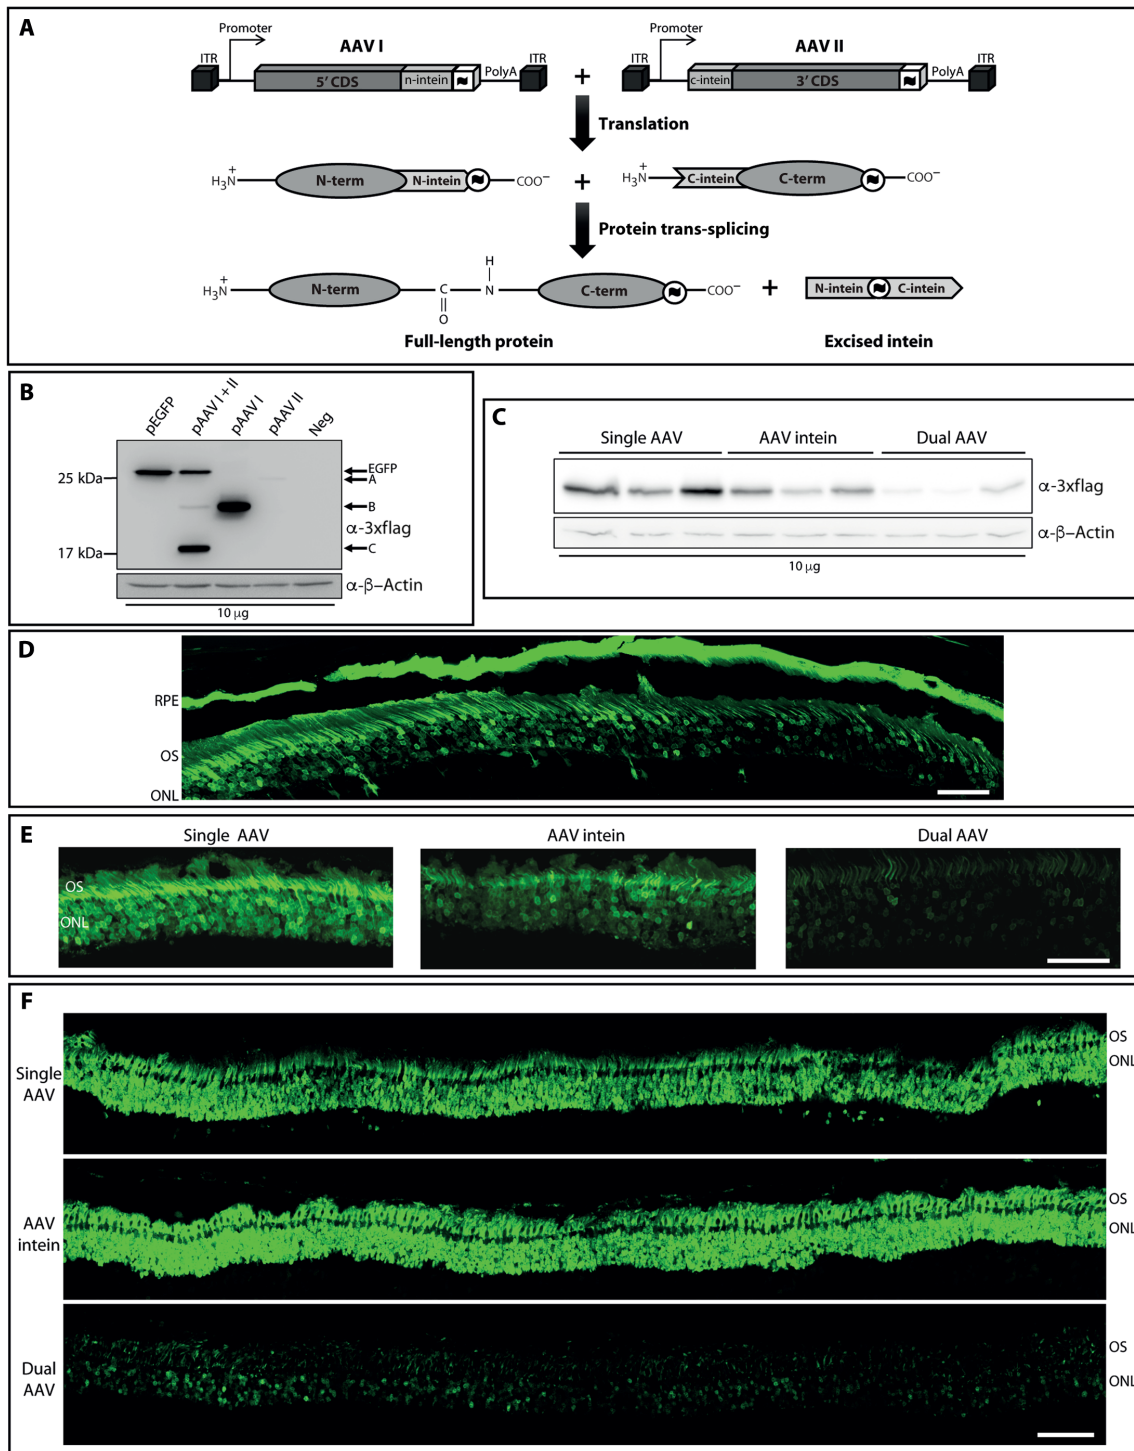 A
Promoter
Promoter
AAV I
AAV II
ITR
ITR
ITR
ITR
5' CDS
n-intein
PolyA
+
c-intein
3' CDS
PolyA
Translation
H₃N⁺
N-term
N-intein
COO⁻
+
H₃N⁺
C-intein
C-term
COO⁻
Protein trans-splicing
H₃N⁺
N-term
C
O
H
N
C-term
COO⁻
+
N-intein
C-intein
Full-length protein
Excised intein
B
pEGFP
pAAV I + II
pAAV I
pAAV II
Neg
25 kDa
17 kDa
EGFP
A
B
α-3xflag
C
α-β–Actin
10 μg
C
Single AAV
AAV intein
Dual AAV
α-3xflag
α-β–Actin
10 μg
D
RPE
OS
ONL
E
Single AAV
AAV intein
Dual AAV
OS
ONL
F
Single
AAV
OS
ONL
AAV
intein
OS
ONL
Dual
AAV
OS
ONL